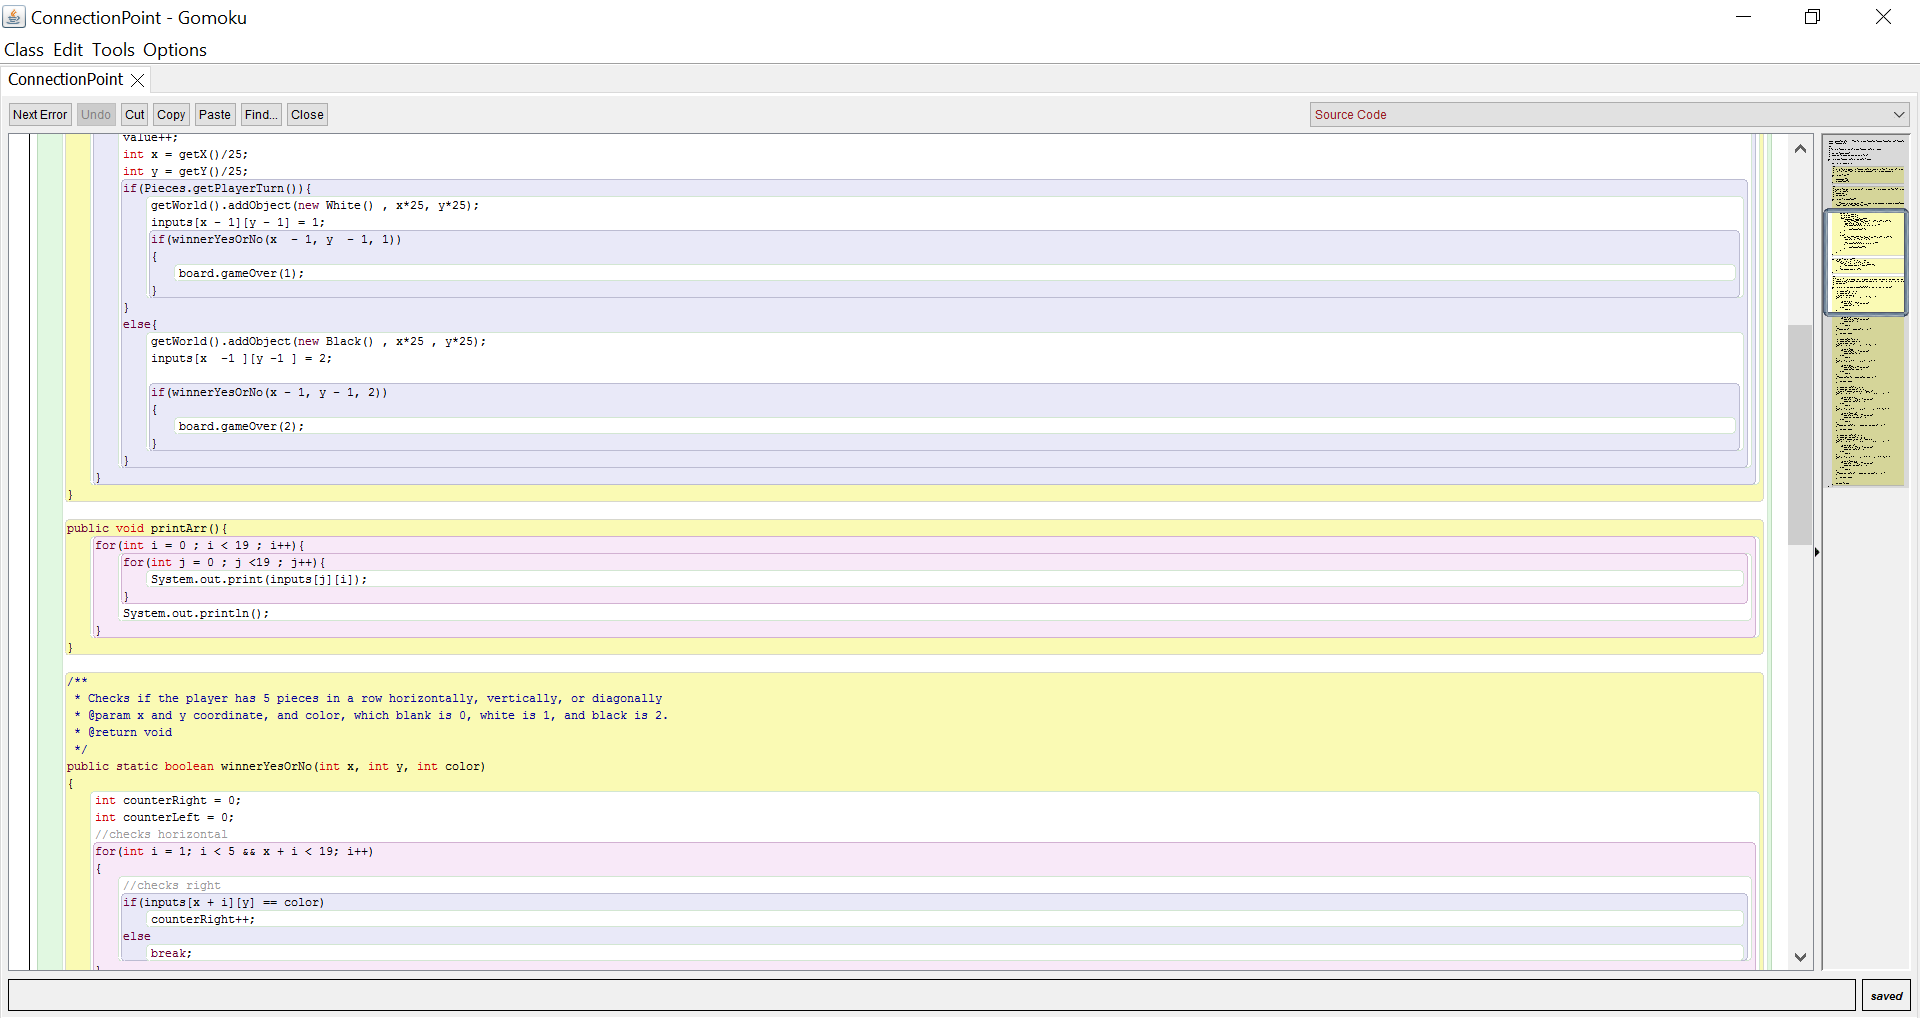 ConnectionPoint - Gomoku
Class Edit Tools Options
ConnectionPoint
Next Error Undo Cut Copy Paste Find... Close Source Code
value++;
int x = getX()/25;
int y = getY()/25;
if(Pieces.getPlayerTurn()){
getWorld().addObject(new White() , x*25, y*25);
inputs[x - 1][y - 1] = 1;
if(winnerYesOrNo(x  - 1, y  - 1, 1))
{
board.gameOver(1);
}
}
else{
getWorld().addObject(new Black() , x*25 , y*25);
inputs[x  -1 ][y -1 ] = 2;
if(winnerYesOrNo(x - 1, y - 1, 2))
{
board.gameOver(2);
}
}
}
}
public void printArr(){
for(int i = 0 ; i < 19 ; i++){
for(int j = 0 ; j <19 ; j++){
System.out.print(inputs[j][i]);
}
System.out.println();
}
}
/**
* Checks if the player has 5 pieces in a row horizontally, vertically, or diagonally
* @param x and y coordinate, and color, which blank is 0, white is 1, and black is 2.
* @return void
*/
public static boolean winnerYesOrNo(int x, int y, int color)
{
int counterRight = 0;
int counterLeft = 0;
//checks horizontal
for(int i = 1; i < 5 && x + i < 19; i++)
{
//checks right
if(inputs[x + i][y] == color)
counterRight++;
else
break;
}
saved